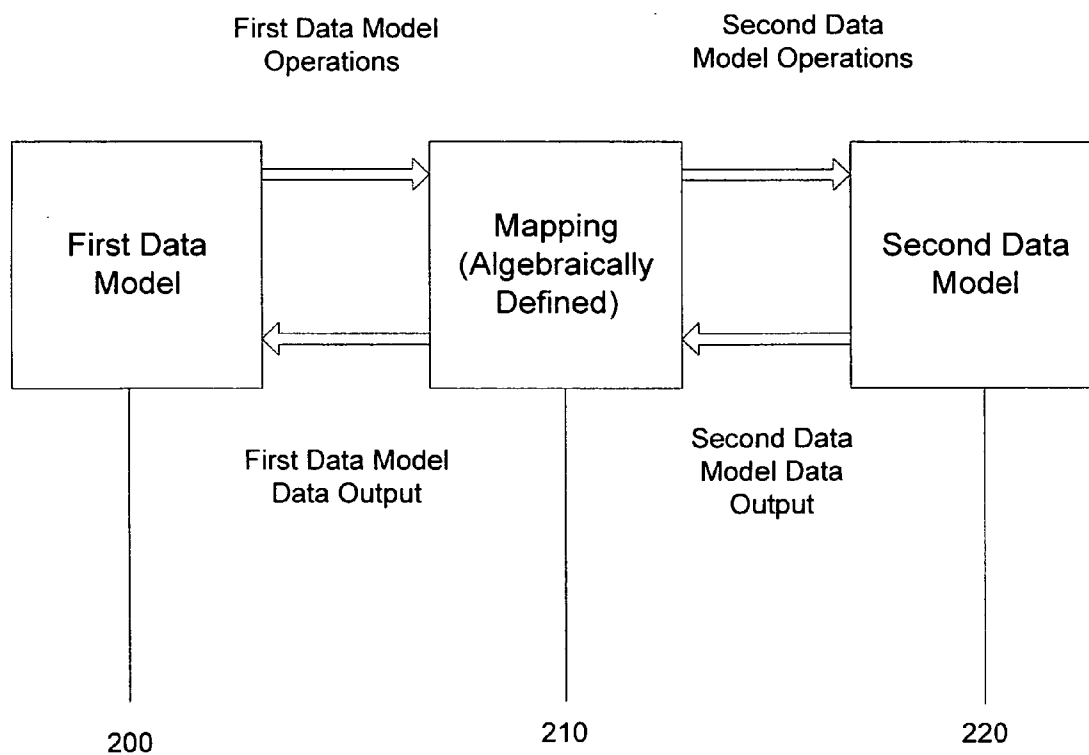 First Data Model
Operations
Second Data
Model Operations
First Data
Model
Mapping
(Algebraically
Defined)
Second Data
Model
First Data Model
Data Output
Second Data
Model Data
Output
200
210
220